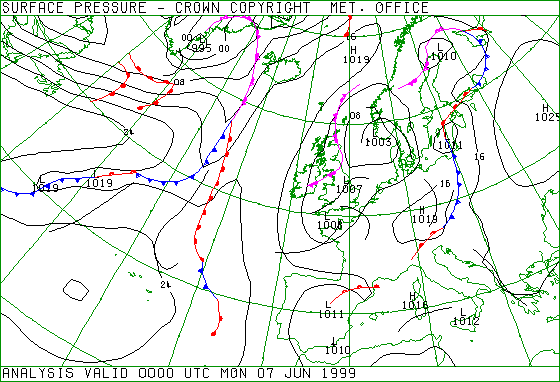 SURFACE PRESSURE - CROWN COPYRIGHT MET. OFFICE
00 995 00
16
H
1019
L
1010
08
H
1025
08
L
1003
24
1011
16
L
1019
1019
16
L
1007
H
1019
L
1008
24
L
1011
H
1016
L
1012
L
1010
ANALYSIS VALID 0000 UTC MON 07 JUN 1999